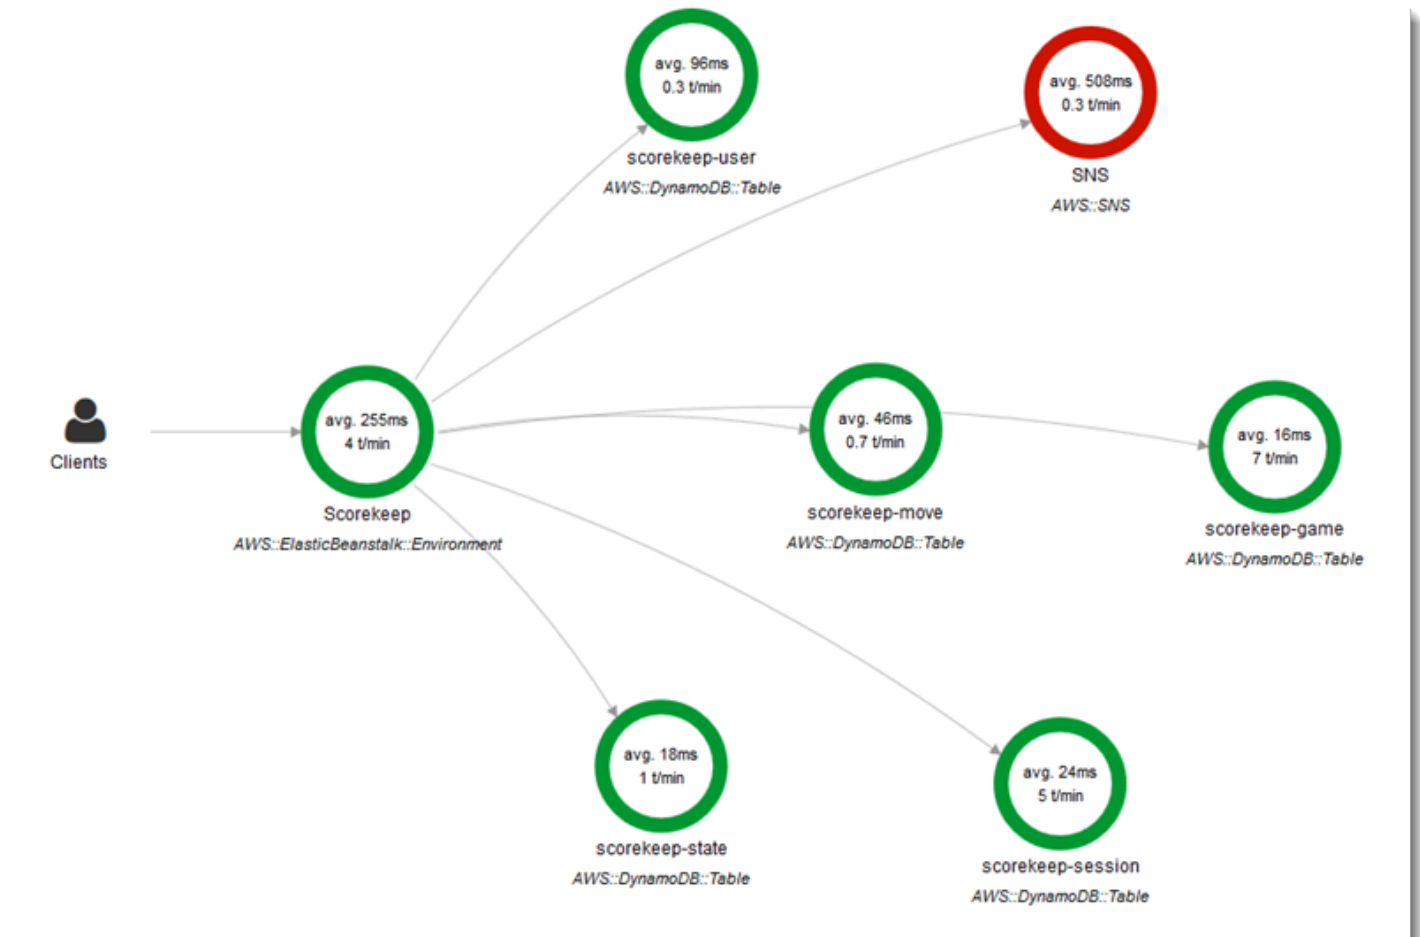 avg. 96ms
0.3 t/min
scorekeep-user
AWS::DynamoDB::Table
avg. 508ms
0.3 t/min
SNS
AWS::SNS
Clients
avg. 255ms
4 t/min
Scorekeep
AWS::ElasticBeanstalk::Environment
avg. 46ms
0.7 t/min
scorekeep-move
AWS::DynamoDB::Table
avg. 16ms
7 t/min
scorekeep-game
AWS::DynamoDB::Table
avg. 18ms
1 t/min
scorekeep-state
AWS::DynamoDB::Table
avg. 24ms
5 t/min
scorekeep-session
AWS::DynamoDB::Table